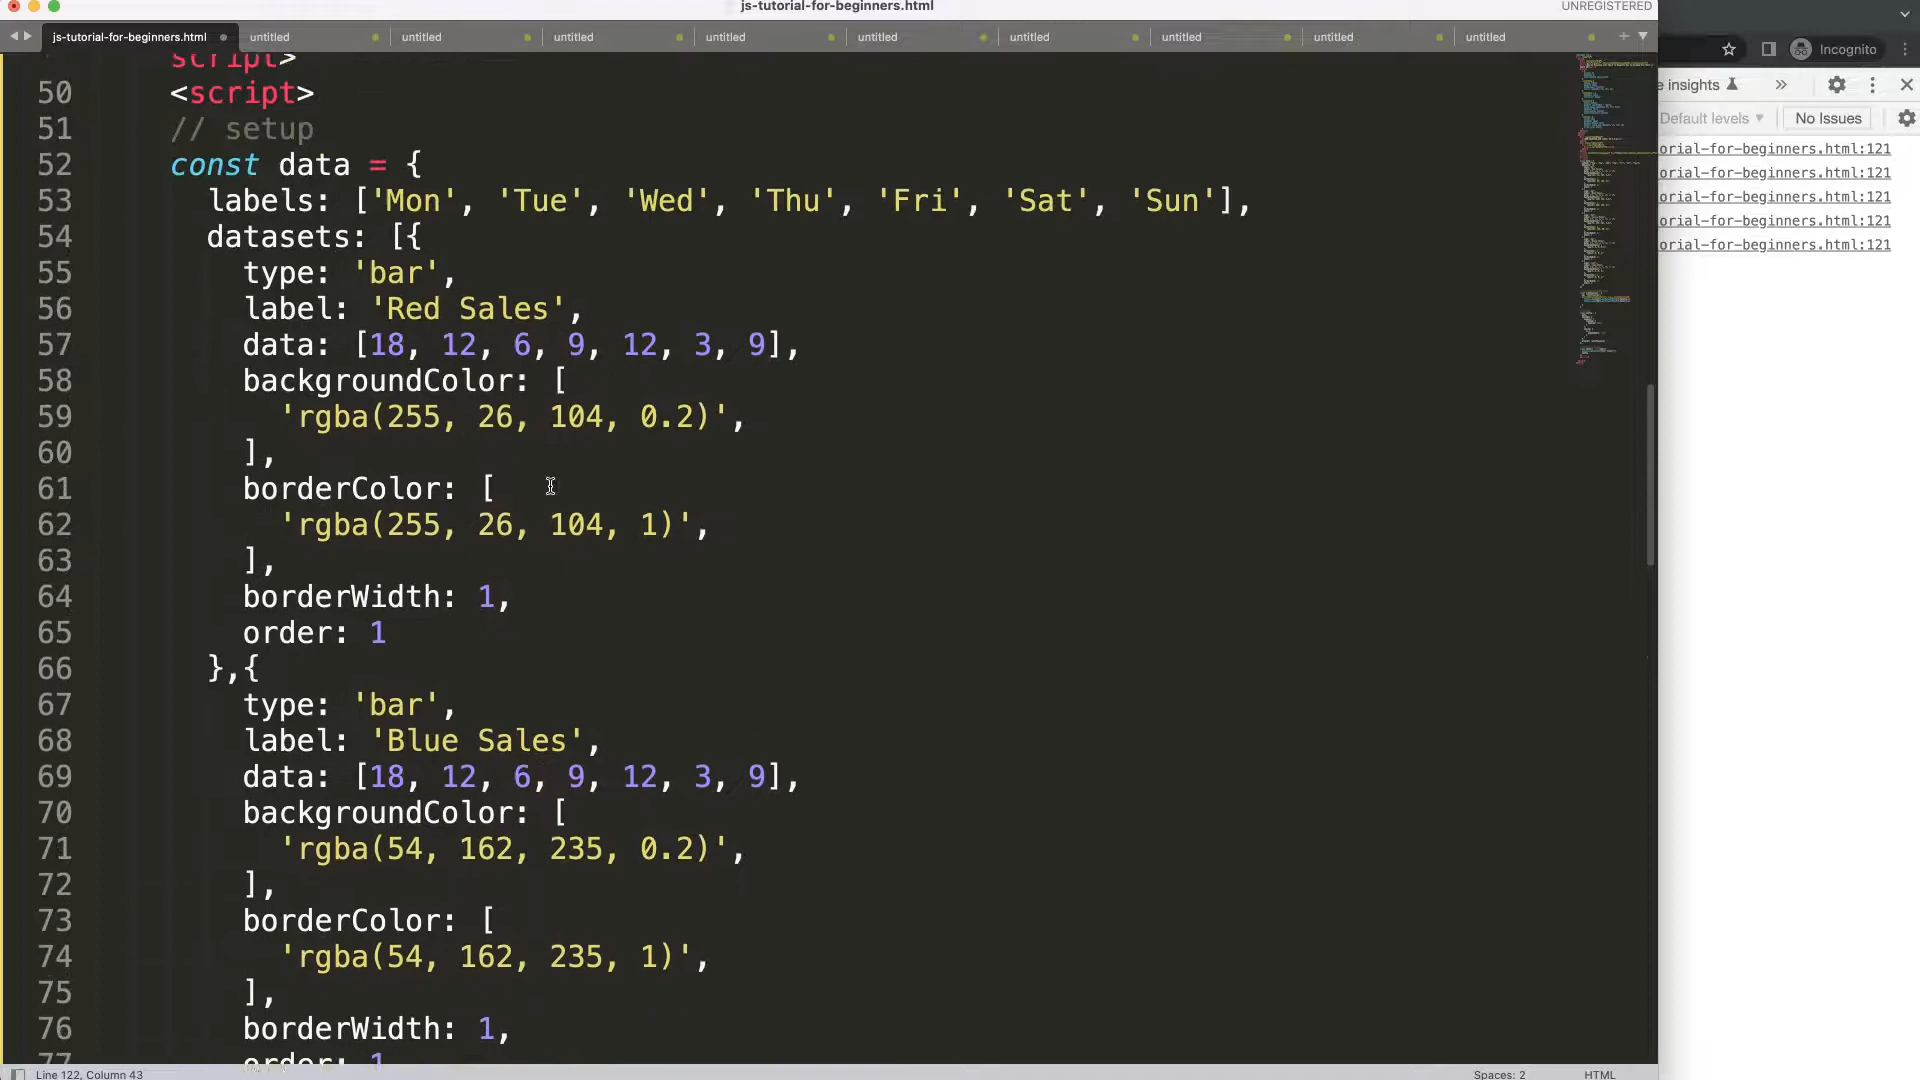 js-tutorial-for-beginners.html
UNREGISTERED
js-tutorial-for-beginners.html untitled untitled untitled untitled untitled untitled untitled untitled untitled
Incognito
script>
50 <script>
51 // setup
52 const data = {
53 labels: ['Mon', 'Tue', 'Wed', 'Thu', 'Fri', 'Sat', 'Sun'],
54 datasets: [{
55 type: 'bar',
56 label: 'Red Sales',
57 data: [18, 12, 6, 9, 12, 3, 9],
58 backgroundColor: [
59 'rgba(255, 26, 104, 0.2)',
60 ],
61 borderColor: [
62 'rgba(255, 26, 104, 1)',
63 ],
64 borderWidth: 1,
65 order: 1
66 },{
67 type: 'bar',
68 label: 'Blue Sales',
69 data: [18, 12, 6, 9, 12, 3, 9],
70 backgroundColor: [
71 'rgba(54, 162, 235, 0.2)',
72 ],
73 borderColor: [
74 'rgba(54, 162, 235, 1)',
75 ],
76 borderWidth: 1,
77 order: 1
e insights »
Default levels ▾ No Issues
orial-for-beginners.html:121
orial-for-beginners.html:121
orial-for-beginners.html:121
orial-for-beginners.html:121
orial-for-beginners.html:121
Line 122, Column 43
Spaces: 2
HTML